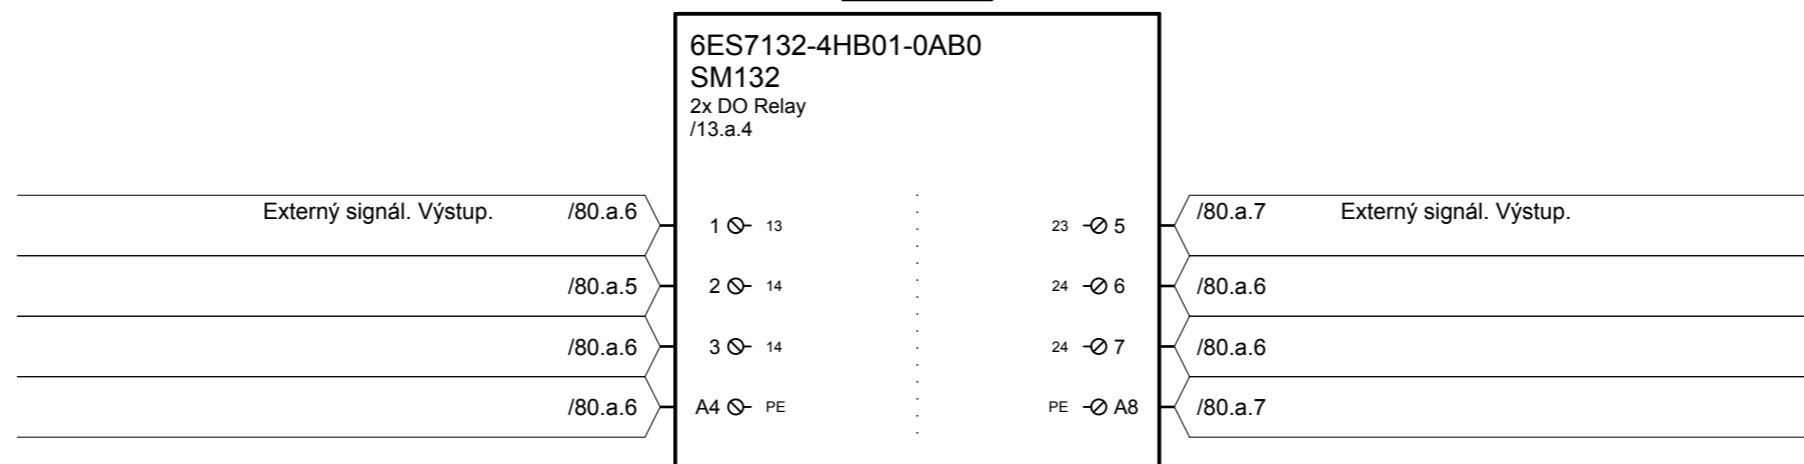 6ES7132-4HB01-0AB0
SM132
2x DO Relay
/13.a.4
Externý signál. Výstup. /80.a.6 1 13 23 5 /80.a.7 Externý signál. Výstup.
/80.a.5 2 14 24 6 /80.a.6
/80.a.6 3 14 24 7 /80.a.6
/80.a.6 A4 PE PE A8 /80.a.7